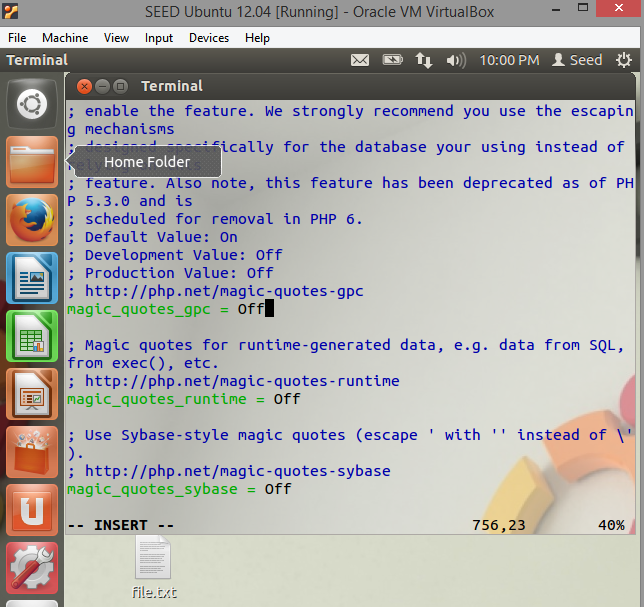 SEED Ubuntu 12.04 [Running] - Oracle VM VirtualBox
File Machine View Input Devices Help
Terminal 10:00 PM Seed
Terminal
; enable the feature. We strongly recommend you use the escapin
g mechanisms
; designed specifically for the database your using instead of
Home Folder
; feature. Also note, this feature has been deprecated as of PH
P 5.3.0 and is
; scheduled for removal in PHP 6.
; Default Value: On
; Development Value: Off
; Production Value: Off
; http://php.net/magic-quotes-gpc
magic_quotes_gpc = Off
; Magic quotes for runtime-generated data, e.g. data from SQL,
from exec(), etc.
; http://php.net/magic-quotes-runtime
magic_quotes_runtime = Off
; Use Sybase-style magic quotes (escape ' with '' instead of \'
).
; http://php.net/magic-quotes-sybase
magic_quotes_sybase = Off
-- INSERT -- 756,23 40%
file.txt